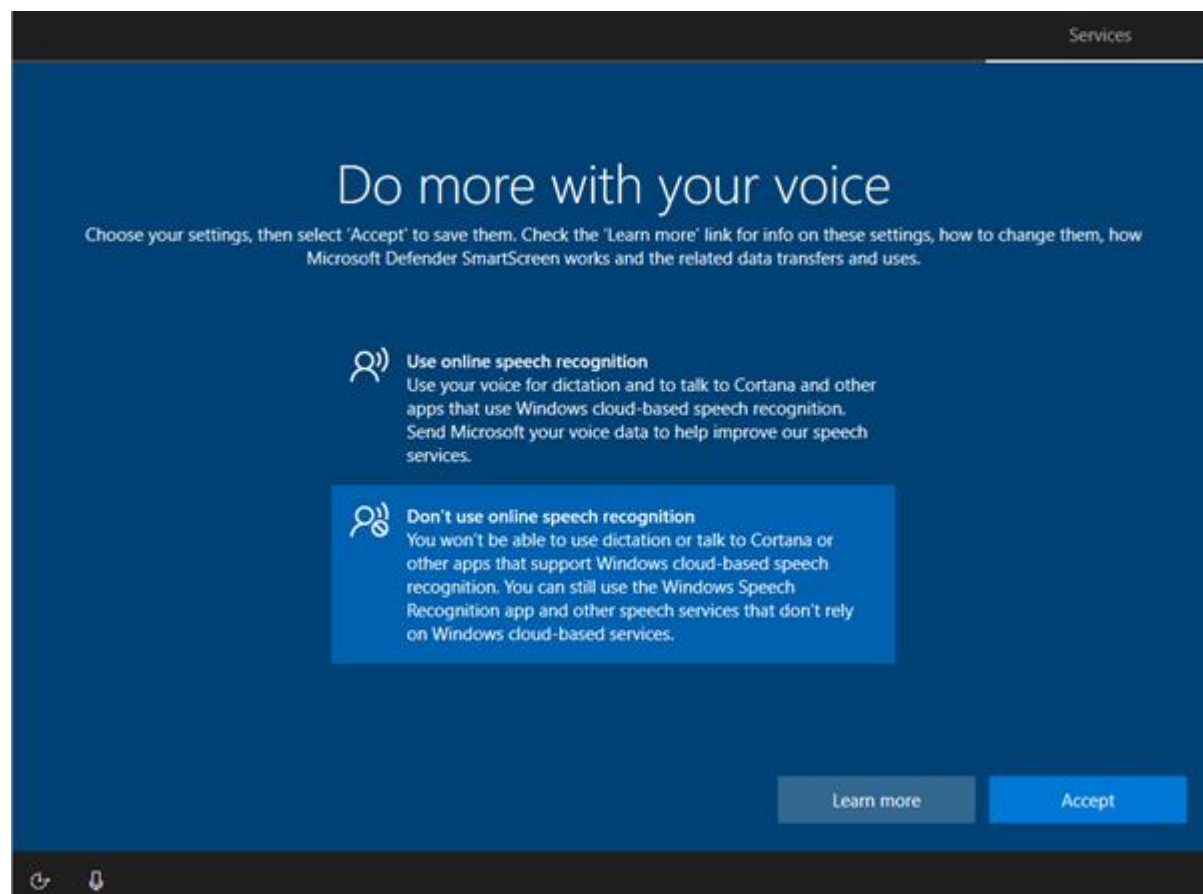 Services
Do more with your voice
Choose your settings, then select 'Accept' to save them. Check the 'Learn more' link for info on these settings, how to change them, how
Microsoft Defender SmartScreen works and the related data transfers and uses.
Use online speech recognition
Use your voice for dictation and to talk to Cortana and other
apps that use Windows cloud-based speech recognition.
Send Microsoft your voice data to help improve our speech
services.
Don't use online speech recognition
You won't be able to use dictation or talk to Cortana or
other apps that support Windows cloud-based speech
recognition. You can still use the Windows Speech
Recognition app and other speech services that don't rely
on Windows cloud-based services.
Learn more
Accept